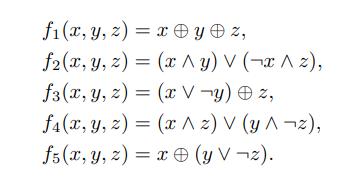 f₁(x, y, z) = x ⊕ y ⊕ z,
f₂(x, y, z) = (x ∧ y) ∨ (¬x ∧ z),
f₃(x, y, z) = (x ∨ ¬y) ⊕ z,
f₄(x, y, z) = (x ∧ z) ∨ (y ∧ ¬z),
f₅(x, y, z) = x ⊕ (y ∨ ¬z).